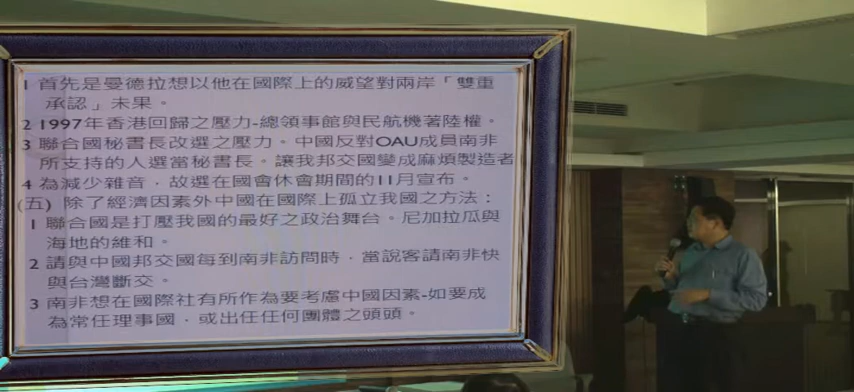 1 首先是曼德拉想以他在國際上的威望對兩岸「雙重
承認」未果。
2 1997年香港回歸之壓力-總領事館與民航機著陸權。
3 聯合國秘書長改選之壓力。中國反對OAU成員南非
所支持的人選當秘書長。讓我邦交國變成麻煩製造者
4 為減少雜音，故選在國會休會期間的11月宣布。
(五) 除了經濟因素外中國在國際上孤立我國之方法：
1 聯合國是打壓我國的最好之政治舞台。尼加拉瓜與
海地的維和。
2 請與中國邦交國每到南非訪問時，當說客請南非快
與台灣斷交。
3 南非想在國際社有所作為要考慮中國因素-如要成
為常任理事國，或出任任何團體之頭頭。